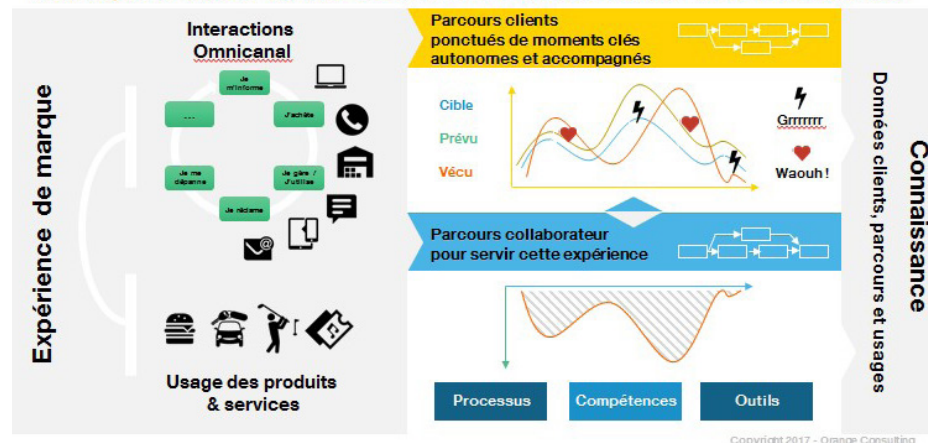 Expérience de marque
Interactions
Omnicanal
Je
m'informe
...
J'achète
Je me
dépanne
Je gère /
J'utilise
Je réclame
Usage des produits
& services
Parcours clients
ponctués de moments clés
autonomes et accompagnés
Cible
Prévu
Vécu
Grrrrrrr
Waouh !
Parcours collaborateur
pour servir cette expérience
Processus
Compétences
Outils
Données clients, parcours et usages
Connaissance
Copyright 2017 - Orange Consulting